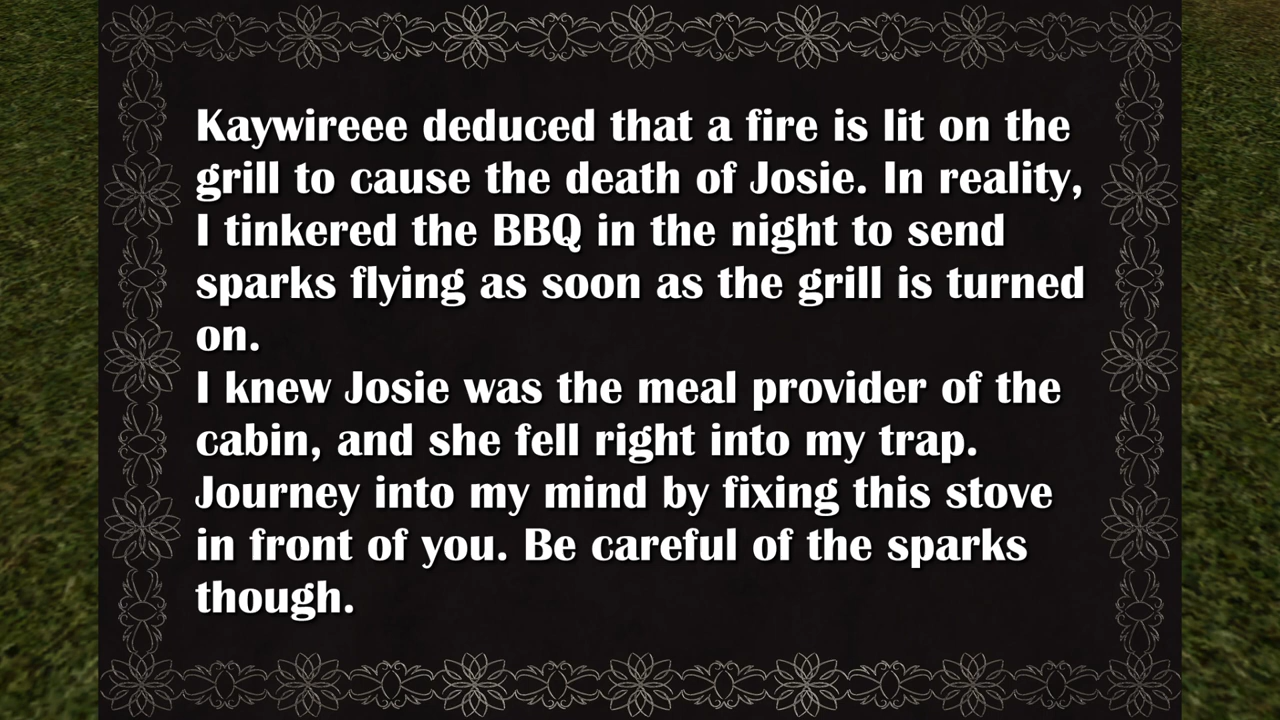 Kaywireee deduced that a fire is lit on the
grill to cause the death of Josie. In reality,
I tinkered the BBQ in the night to send
sparks flying as soon as the grill is turned
on.
I knew Josie was the meal provider of the
cabin, and she fell right into my trap.
Journey into my mind by fixing this stove
in front of you. Be careful of the sparks
though.